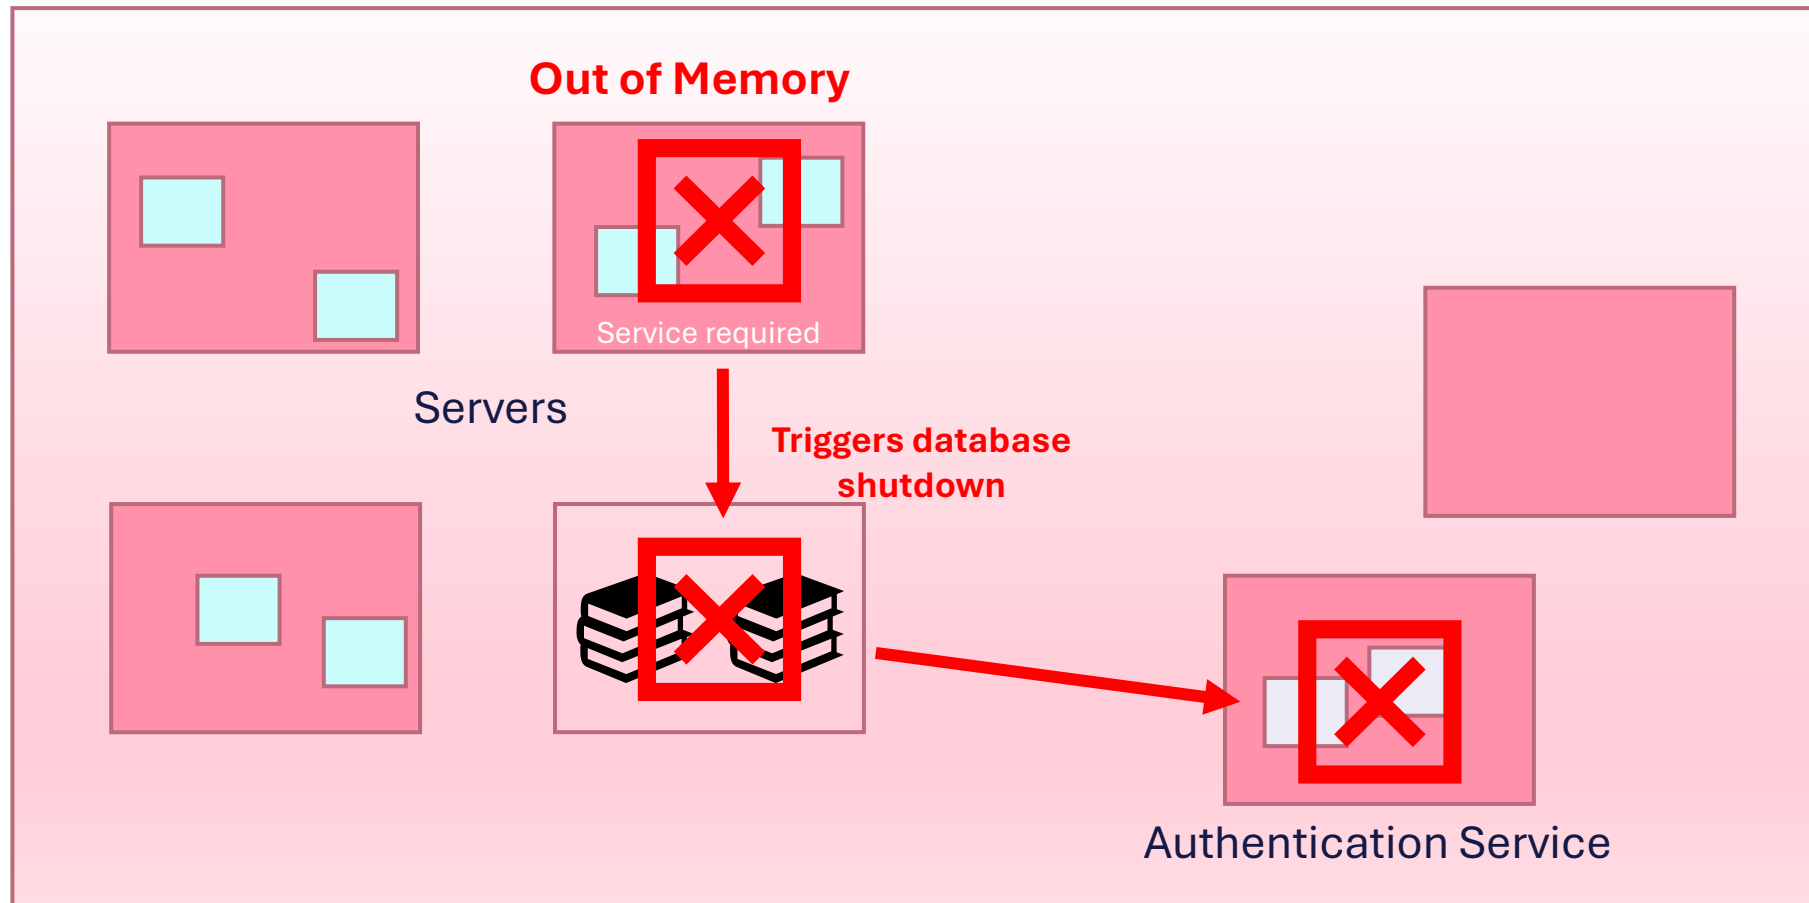 Out of Memory
Service required
Servers
Triggers database
shutdown
Authentication Service